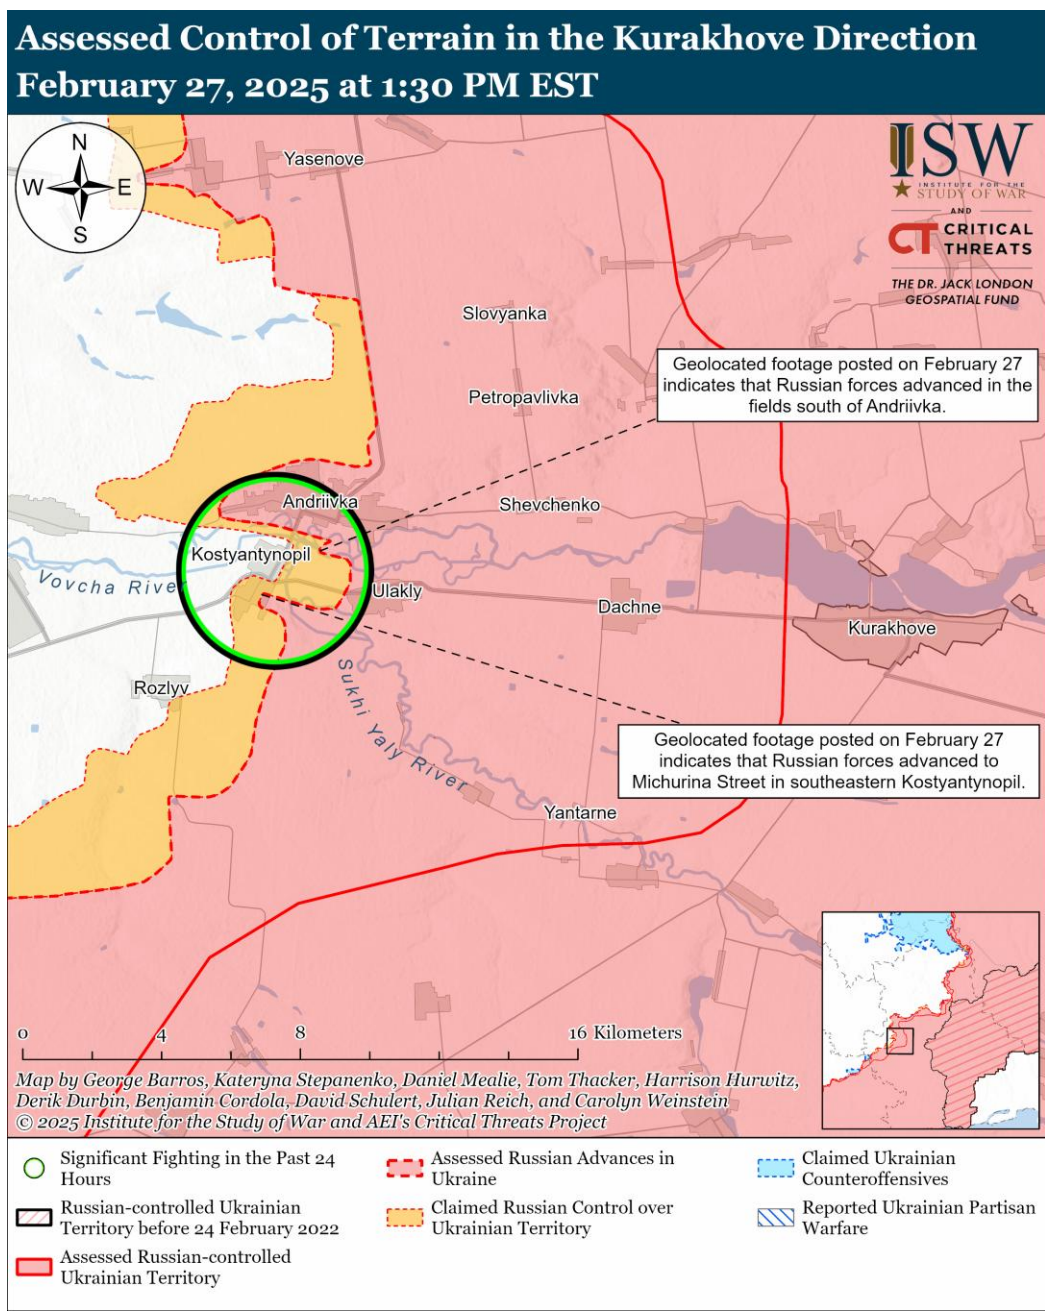 Assessed Control of Terrain in the Kurakhove Direction
February 27, 2025 at 1:30 PM EST
N
W
E
S
ISW
INSTITUTE FOR THE
STUDY OF WAR
AND
CT CRITICAL
THREATS
THE DR. JACK LONDON
GEOSPATIAL FUND
Yasenove
Slovyanka
Geolocated footage posted on February 27
indicates that Russian forces advanced in the
fields south of Andriivka.
Petropavlivka
Andriivka
Shevchenko
Kostyantynopil
Vovcha River
Ulakly
Dachne
Kurakhove
Rozlyv
Sukhi Yaly River
Geolocated footage posted on February 27
indicates that Russian forces advanced to
Michurina Street in southeastern Kostyantynopil.
Yantarne
0 4 8 16 Kilometers
Map by George Barros, Kateryna Stepanenko, Daniel Mealie, Tom Thacker, Harrison Hurwitz,
Derik Durbin, Benjamin Cordola, David Schulert, Julian Reich, and Carolyn Weinstein
© 2025 Institute for the Study of War and AEI's Critical Threats Project
Significant Fighting in the Past 24
Hours
Russian-controlled Ukrainian
Territory before 24 February 2022
Assessed Russian-controlled
Ukrainian Territory
Assessed Russian Advances in
Ukraine
Claimed Russian Control over
Ukrainian Territory
Claimed Ukrainian
Counteroffensives
Reported Ukrainian Partisan
Warfare